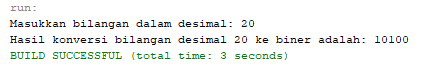 run:
Masukkan bilangan dalam desimal: 20
Hasil konversi bilangan desimal 20 ke biner adalah: 10100
BUILD SUCCESSFUL (total time: 3 seconds)